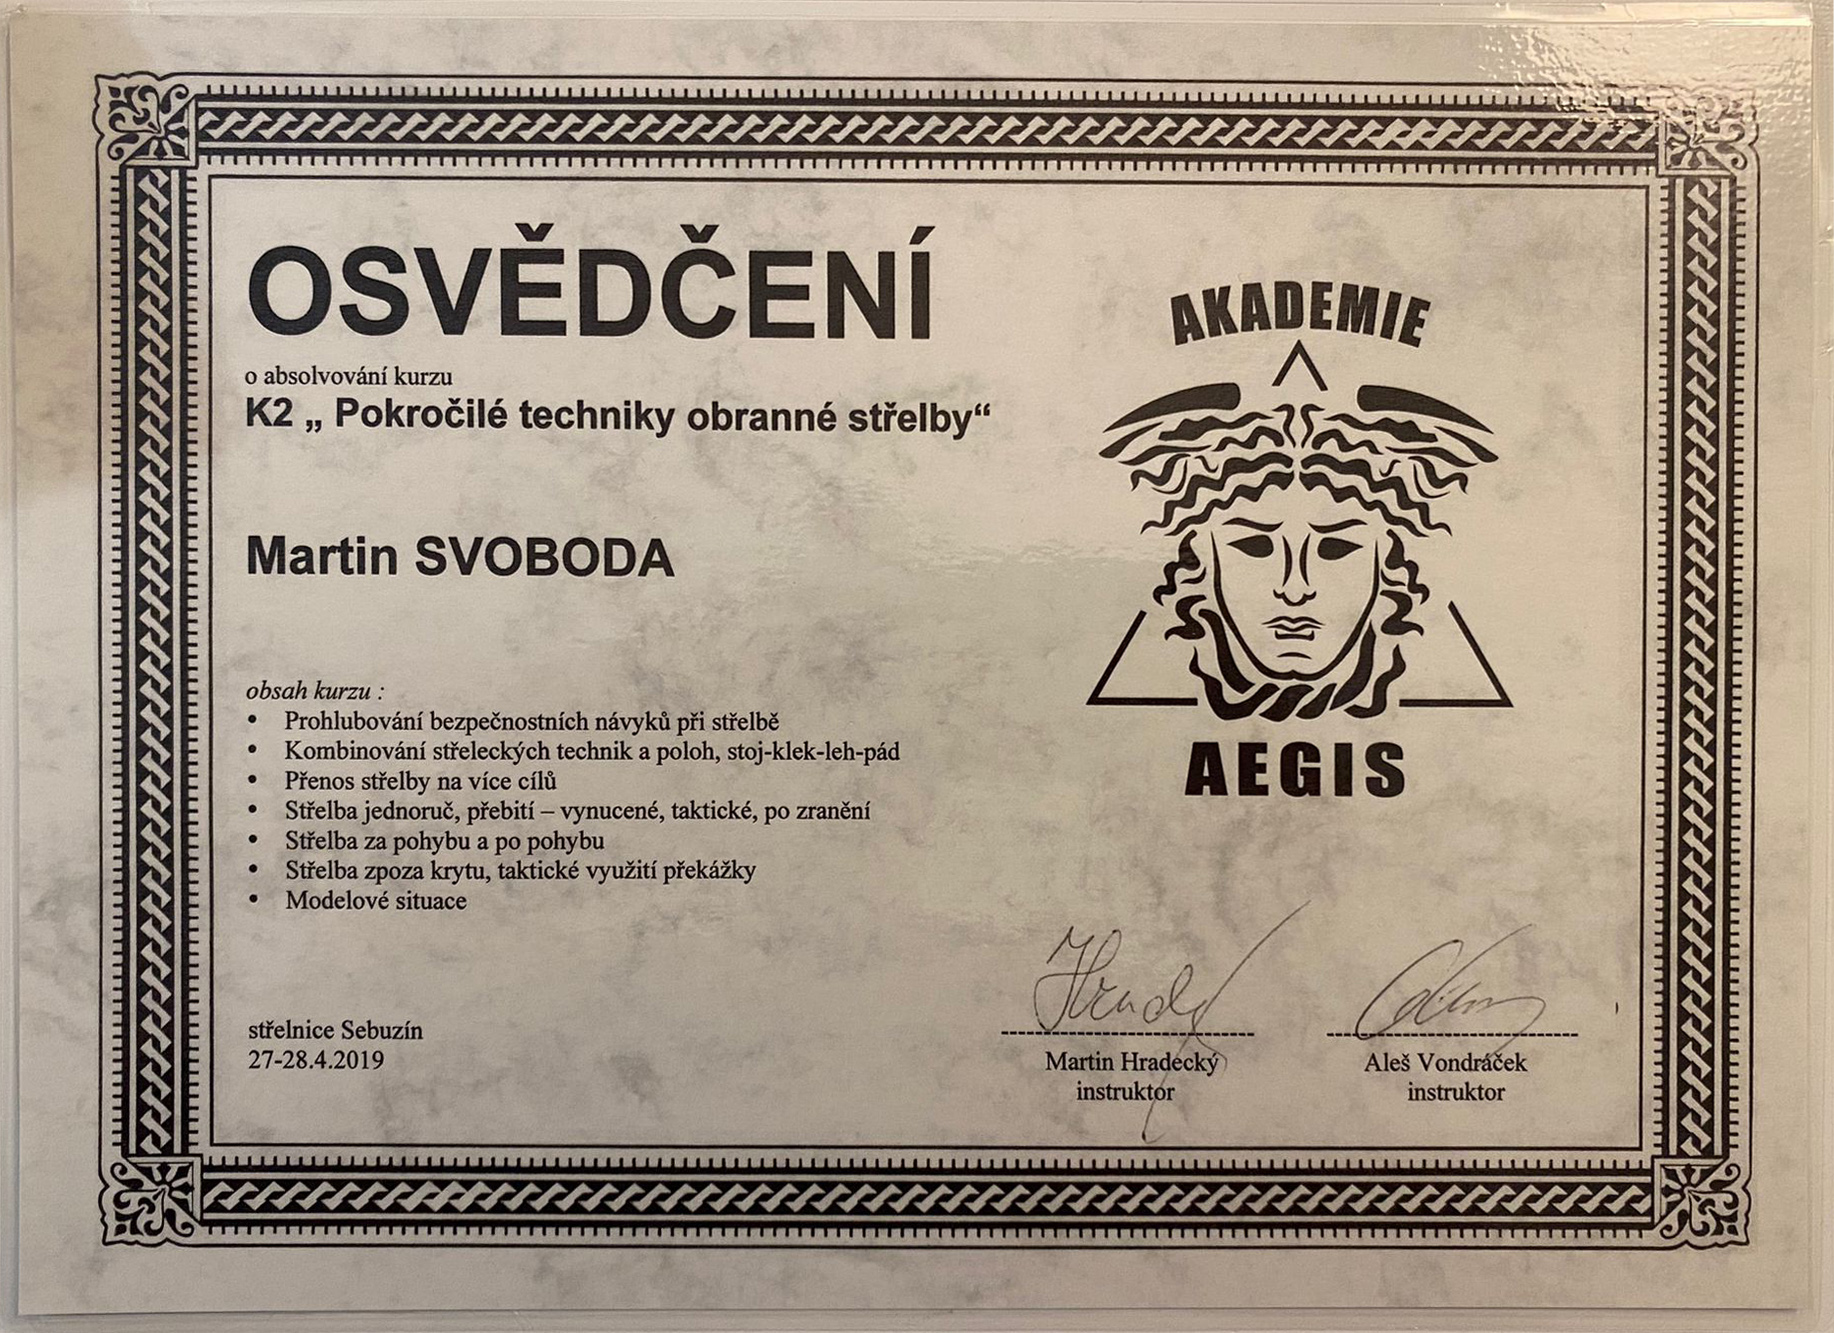 OSVĚDČENÍ
o absolvování kurzu
K2 „ Pokročilé techniky obranné střelby“
Martin SVOBODA
obsah kurzu :
• Prohlubování bezpečnostních návyků při střelbě
• Kombinování střeleckých technik a poloh, stoj-klek-leh-pád
• Přenos střelby na více cílů
• Střelba jednoruč, přebití – vynucené, taktické, po zranění
• Střelba za pohybu a po pohybu
• Střelba zpoza krytu, taktické využití překážky
• Modelové situace
střelnice Sebuzín
27-28.4.2019
AKADEMIE
AEGIS
Martin Hradecký
instruktor
Aleš Vondráček
instruktor